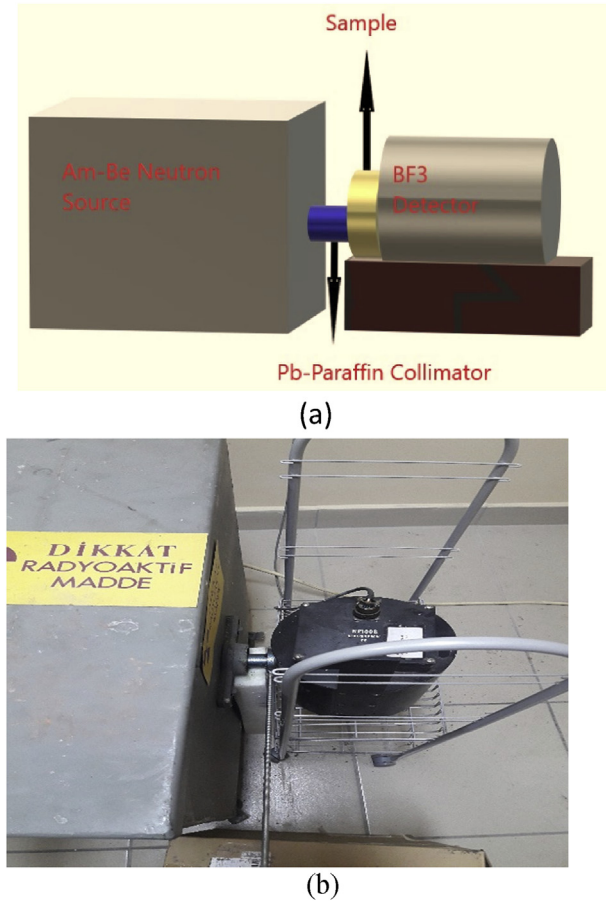 Sample
Am-Be Neutron
Source
BF3
Detector
Pb-Paraffin Collimator
(a)
DİKKAT
RADYOAKTİF
MADDE
(b)